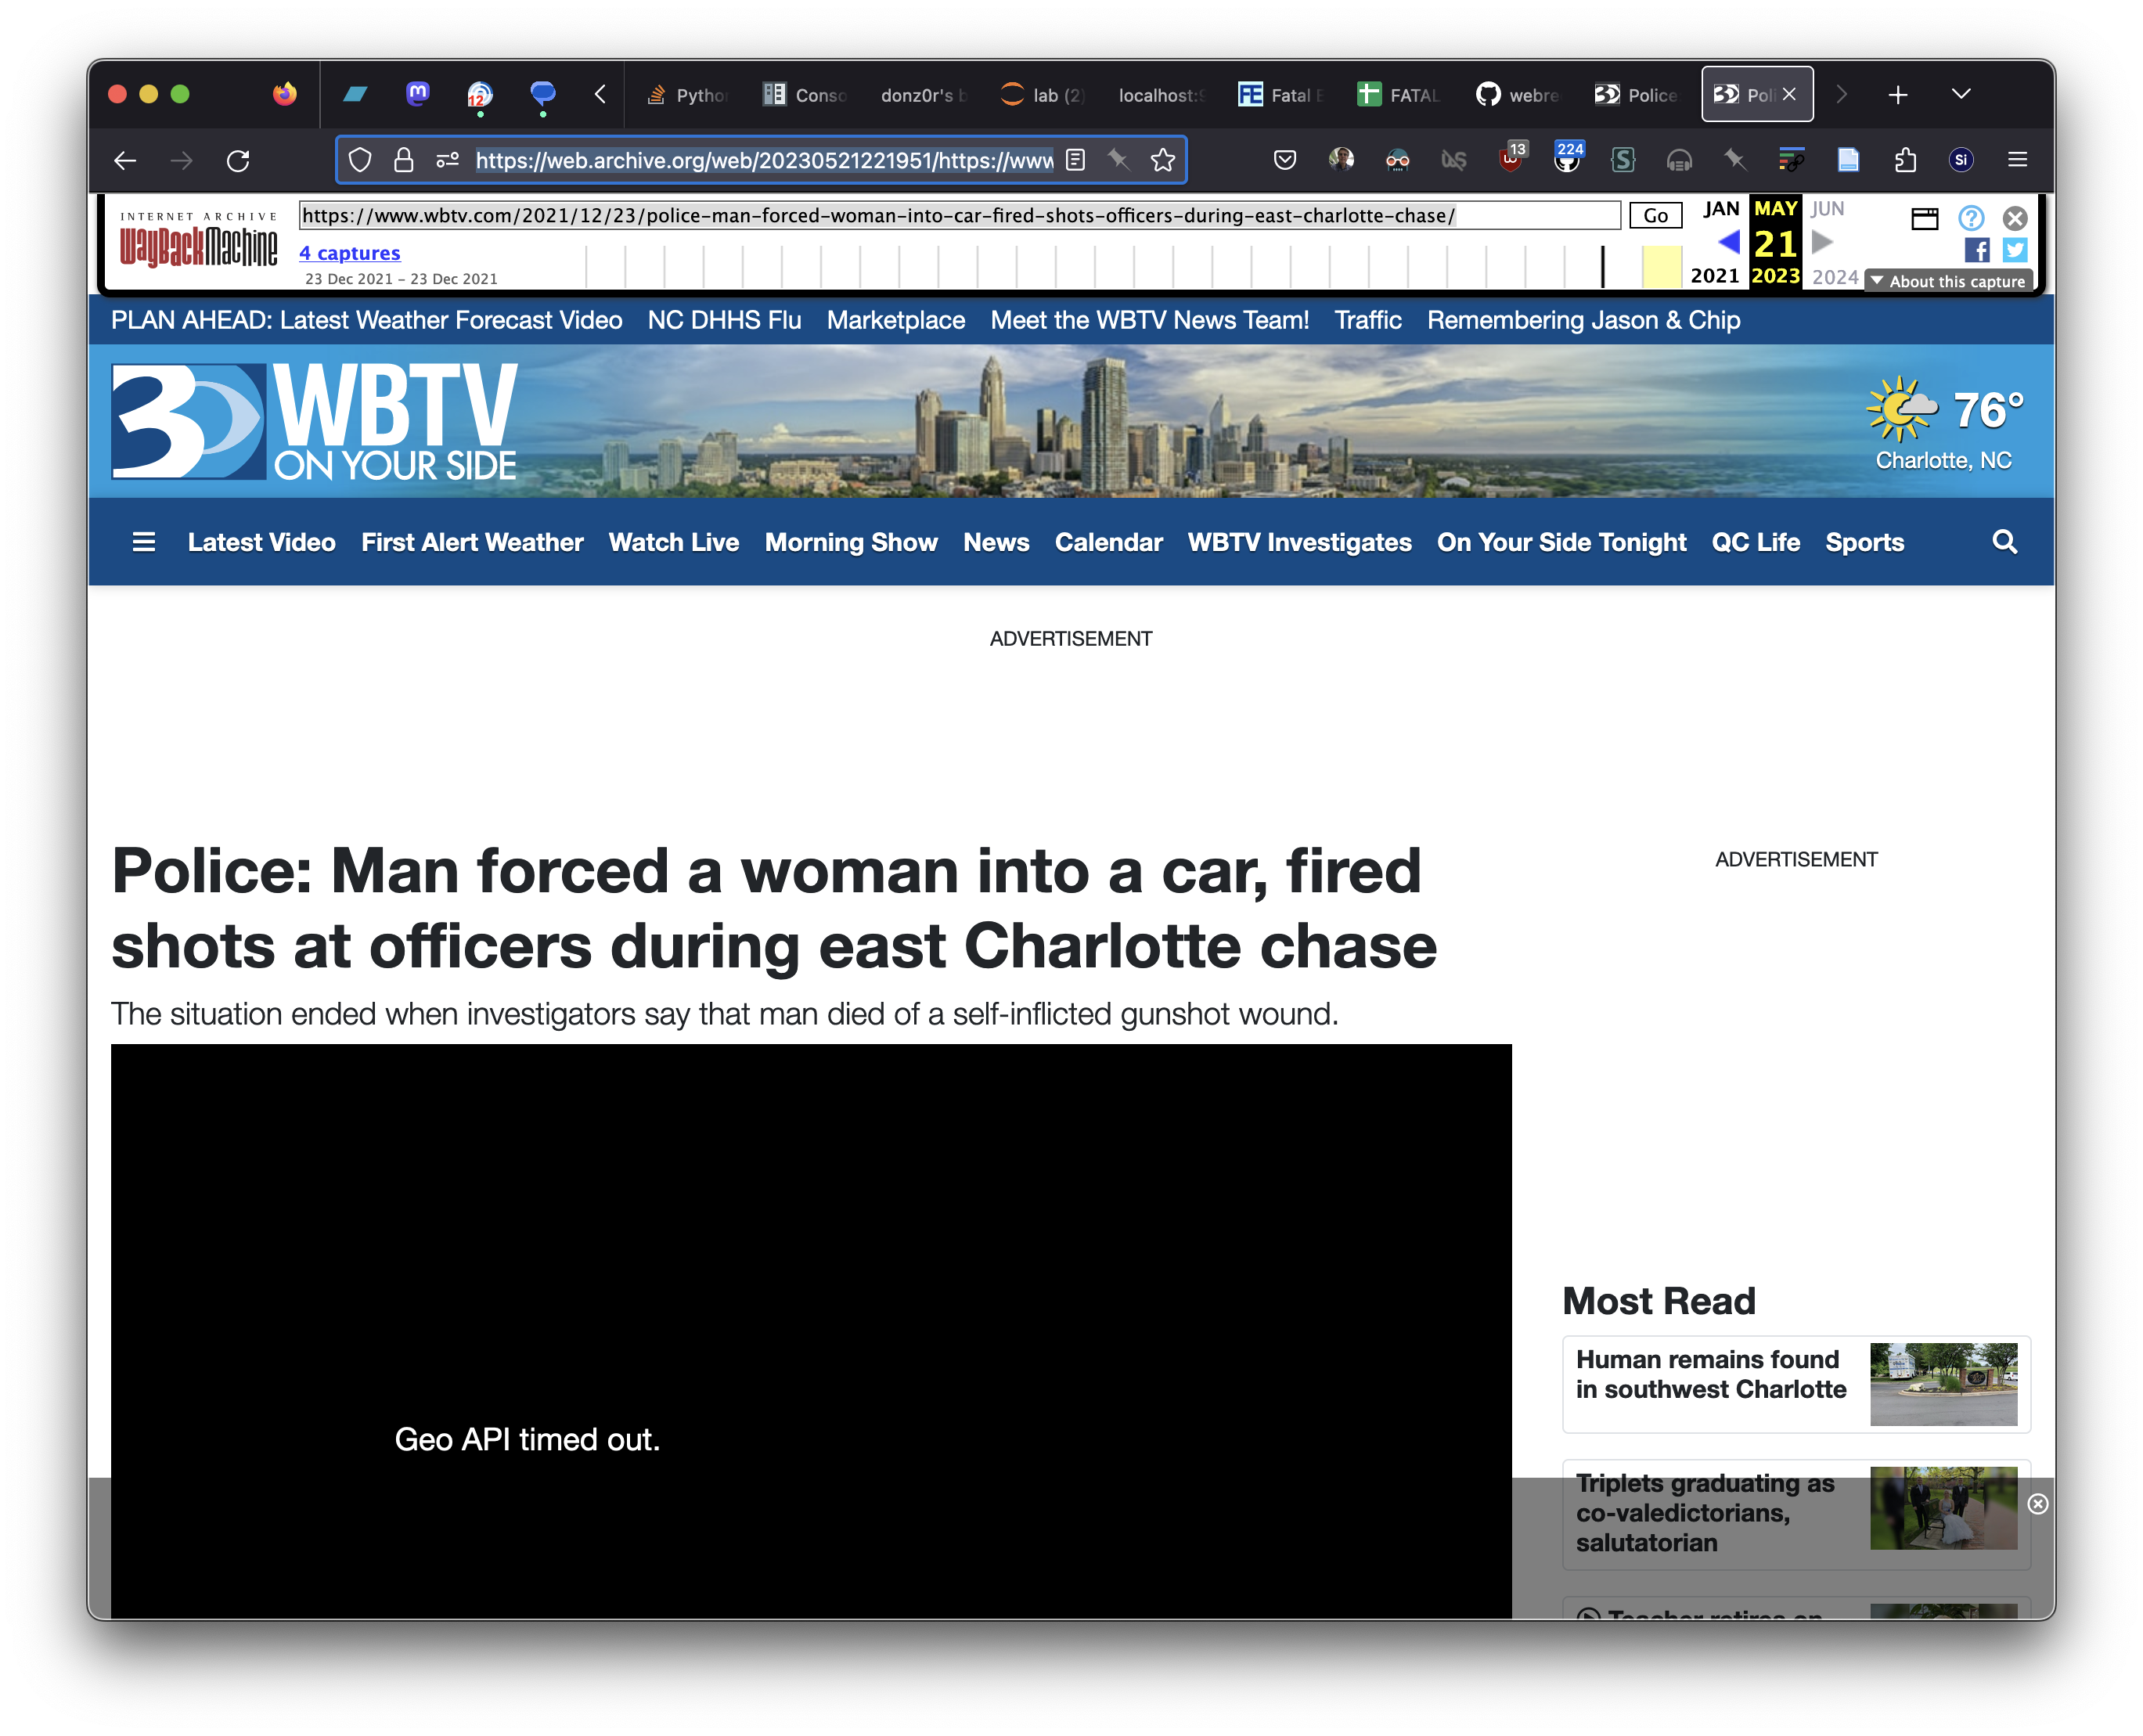 12
Pytho
Conso
donz0r's b
lab (2)
localhost:9
FE
Fatal E
FATAL
webre
Police
Poli
https://web.archive.org/web/20230521221951/https://www
13
224
S
Si
INTERNET ARCHIVE
WayBackMachine
https://www.wbtv.com/2021/12/23/police-man-forced-woman-into-car-fired-shots-officers-during-east-charlotte-chase/
Go
JAN MAY JUN
4 captures
21
23 Dec 2021 – 23 Dec 2021
2021 2023 2024
About this capture
PLAN AHEAD: Latest Weather Forecast Video NC DHHS Flu Marketplace Meet the WBTV News Team! Traffic Remembering Jason & Chip
3 WBTV
ON YOUR SIDE
76°
Charlotte, NC
Latest Video First Alert Weather Watch Live Morning Show News Calendar WBTV Investigates On Your Side Tonight QC Life Sports
ADVERTISEMENT
Police: Man forced a woman into a car, fired
shots at officers during east Charlotte chase
The situation ended when investigators say that man died of a self-inflicted gunshot wound.
Geo API timed out.
ADVERTISEMENT
Most Read
Human remains found
in southwest Charlotte
Triplets graduating as
co-valedictorians,
salutatorian
Teacher retires on